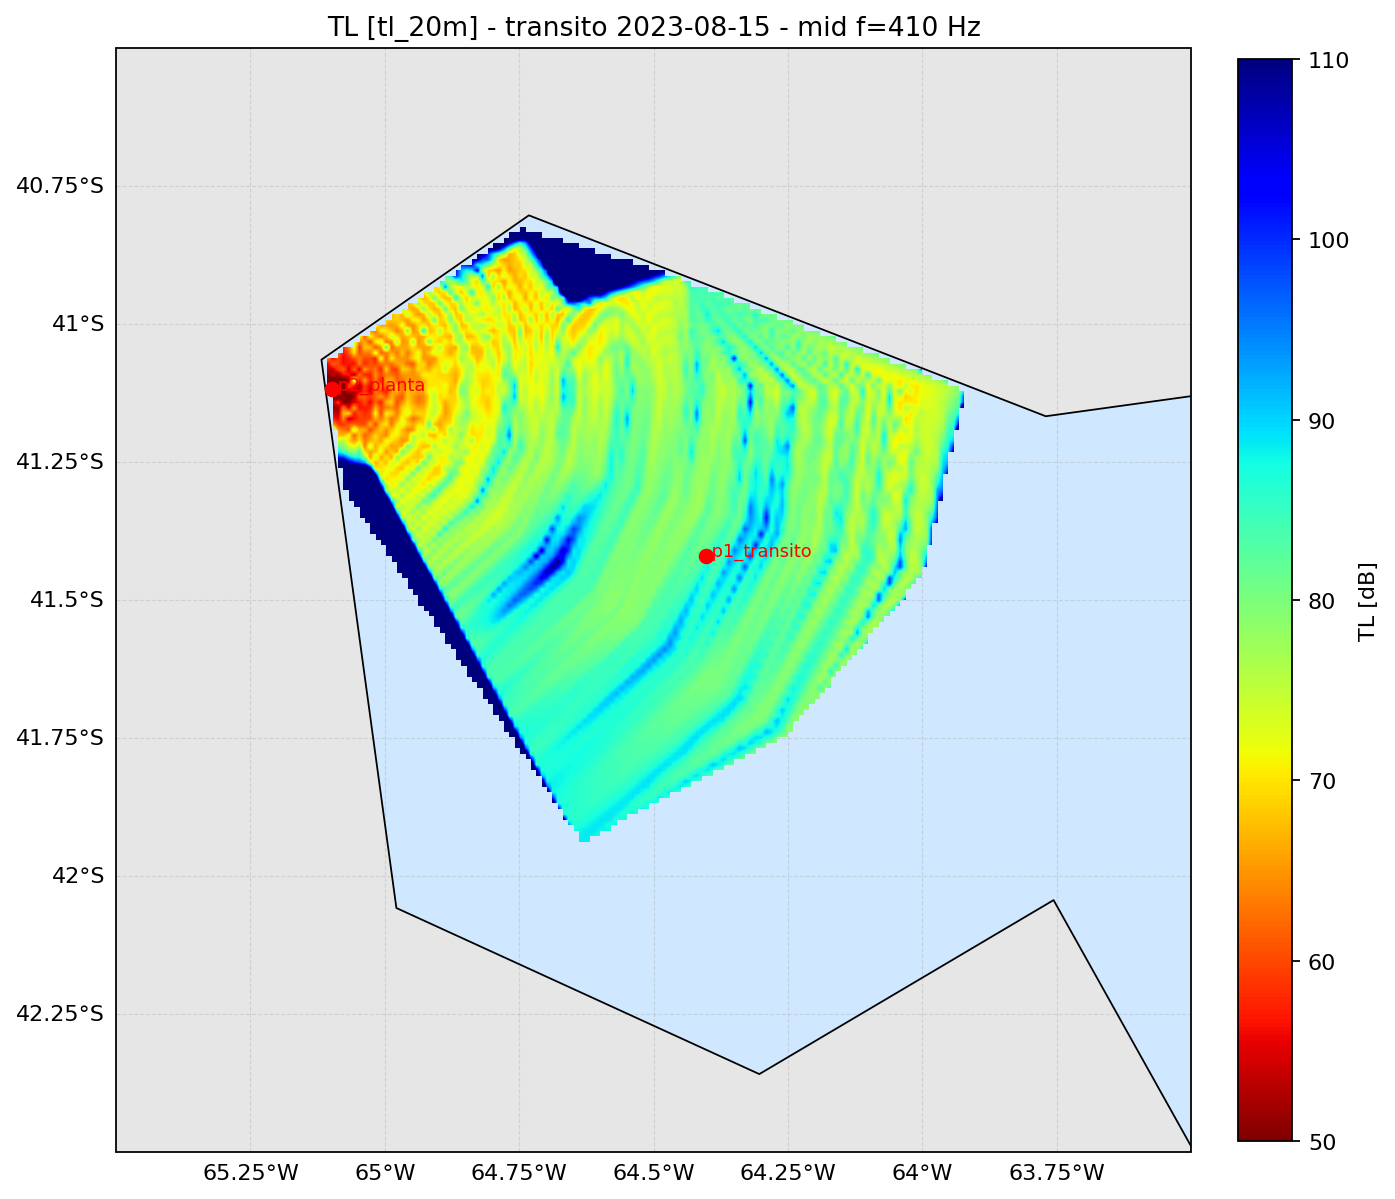 TL [tl_20m] - transito 2023-08-15 - mid f=410 Hz
110
40.75°S
100
41°S
planta
90
41.25°S
p1_transito
41.5°S
80
TL [dB]
41.75°S
70
42°S
60
42.25°S
50
65.25°W 65°W 64.75°W 64.5°W 64.25°W 64°W 63.75°W